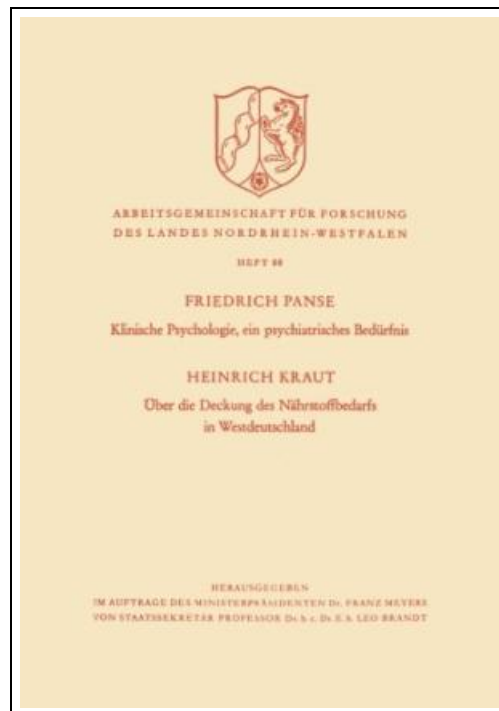 ARBEITSGEMEINSCHAFT FÜR FORSCHUNG
DES LANDES NORDRHEIN-WESTFALEN
HEFT 88
FRIEDRICH PANSE
Klinische Psychologie, ein psychiatrisches Bedürfnis
HEINRICH KRAUT
Über die Deckung des Nährstoffbedarfs
in Westdeutschland
HERAUSGEGEBEN
IM AUFTRAGE DES MINISTERPRÄSIDENTEN Dr. FRANZ MEYERS
VON STAATSSEKRETÄR PROFESSOR Dr. h. c. Dr. E. h. LEO BRANDT